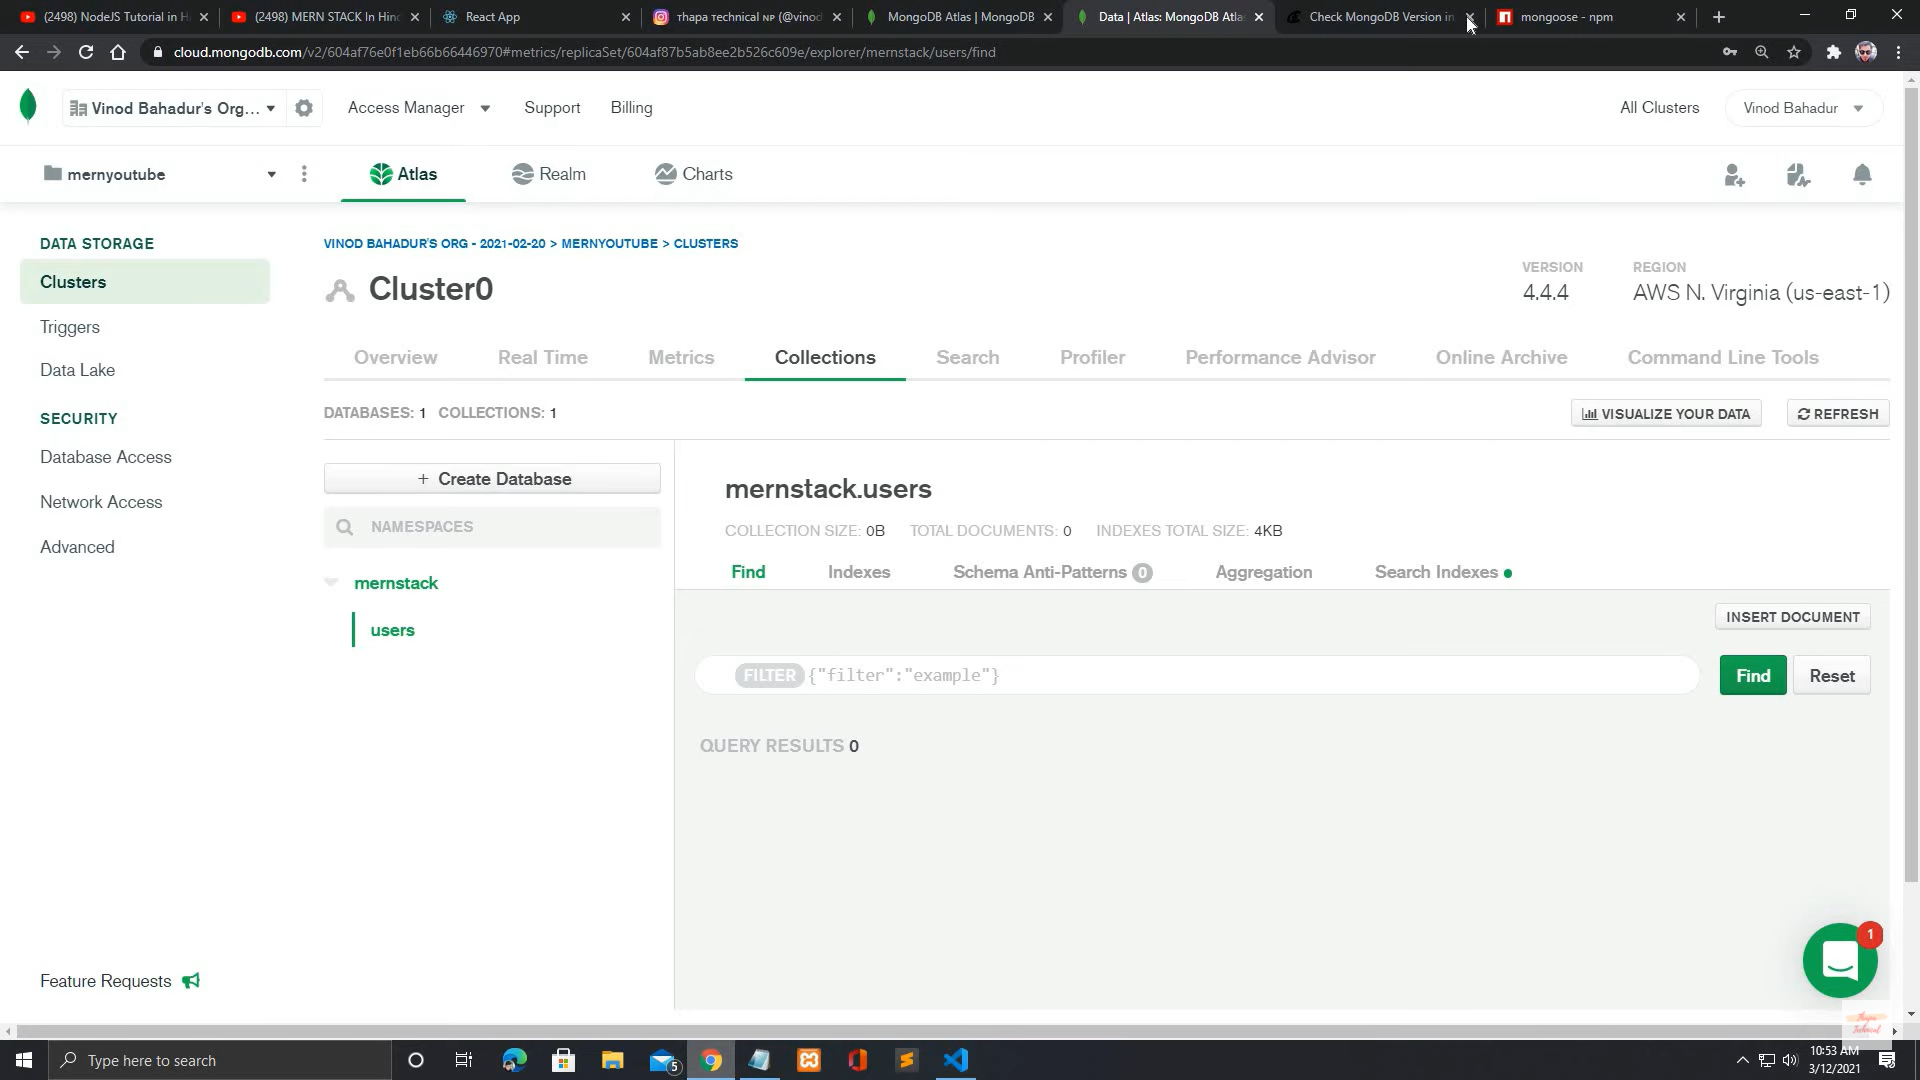 (2498) NodeJS Tutorial in H
(2498) MERN STACK In Hin
React App
тhapa тechnical ɴᴘ (@vinod
MongoDB Atlas | MongoDB
Data | Atlas: MongoDB Atla
Check MongoDB Version in
mongoose - npm
cloud.mongodb.com/v2/604af76e0f1eb66b66446970#metrics/replicaSet/604af87b5ab8ee2b526c609e/explorer/mernstack/users/find
Vinod Bahadur's Org...
Access Manager
Support
Billing
All Clusters
Vinod Bahadur
mernyoutube
Atlas
Realm
Charts
DATA STORAGE
Clusters
Triggers
Data Lake
SECURITY
Database Access
Network Access
Advanced
Feature Requests
VINOD BAHADUR'S ORG - 2021-02-20 > MERNYOUTUBE > CLUSTERS
Cluster0
VERSION
4.4.4
REGION
AWS N. Virginia (us-east-1)
Overview
Real Time
Metrics
Collections
Search
Profiler
Performance Advisor
Online Archive
Command Line Tools
DATABASES: 1 COLLECTIONS: 1
VISUALIZE YOUR DATA
REFRESH
+ Create Database
NAMESPACES
mernstack
users
mernstack.users
COLLECTION SIZE: 0B TOTAL DOCUMENTS: 0 INDEXES TOTAL SIZE: 4KB
Find
Indexes
Schema Anti-Patterns 0
Aggregation
Search Indexes
INSERT DOCUMENT
FILTER {"filter":"example"}
Find
Reset
QUERY RESULTS 0
1
Thapa
Technical
Type here to search
5
10:53 AM
3/12/2021